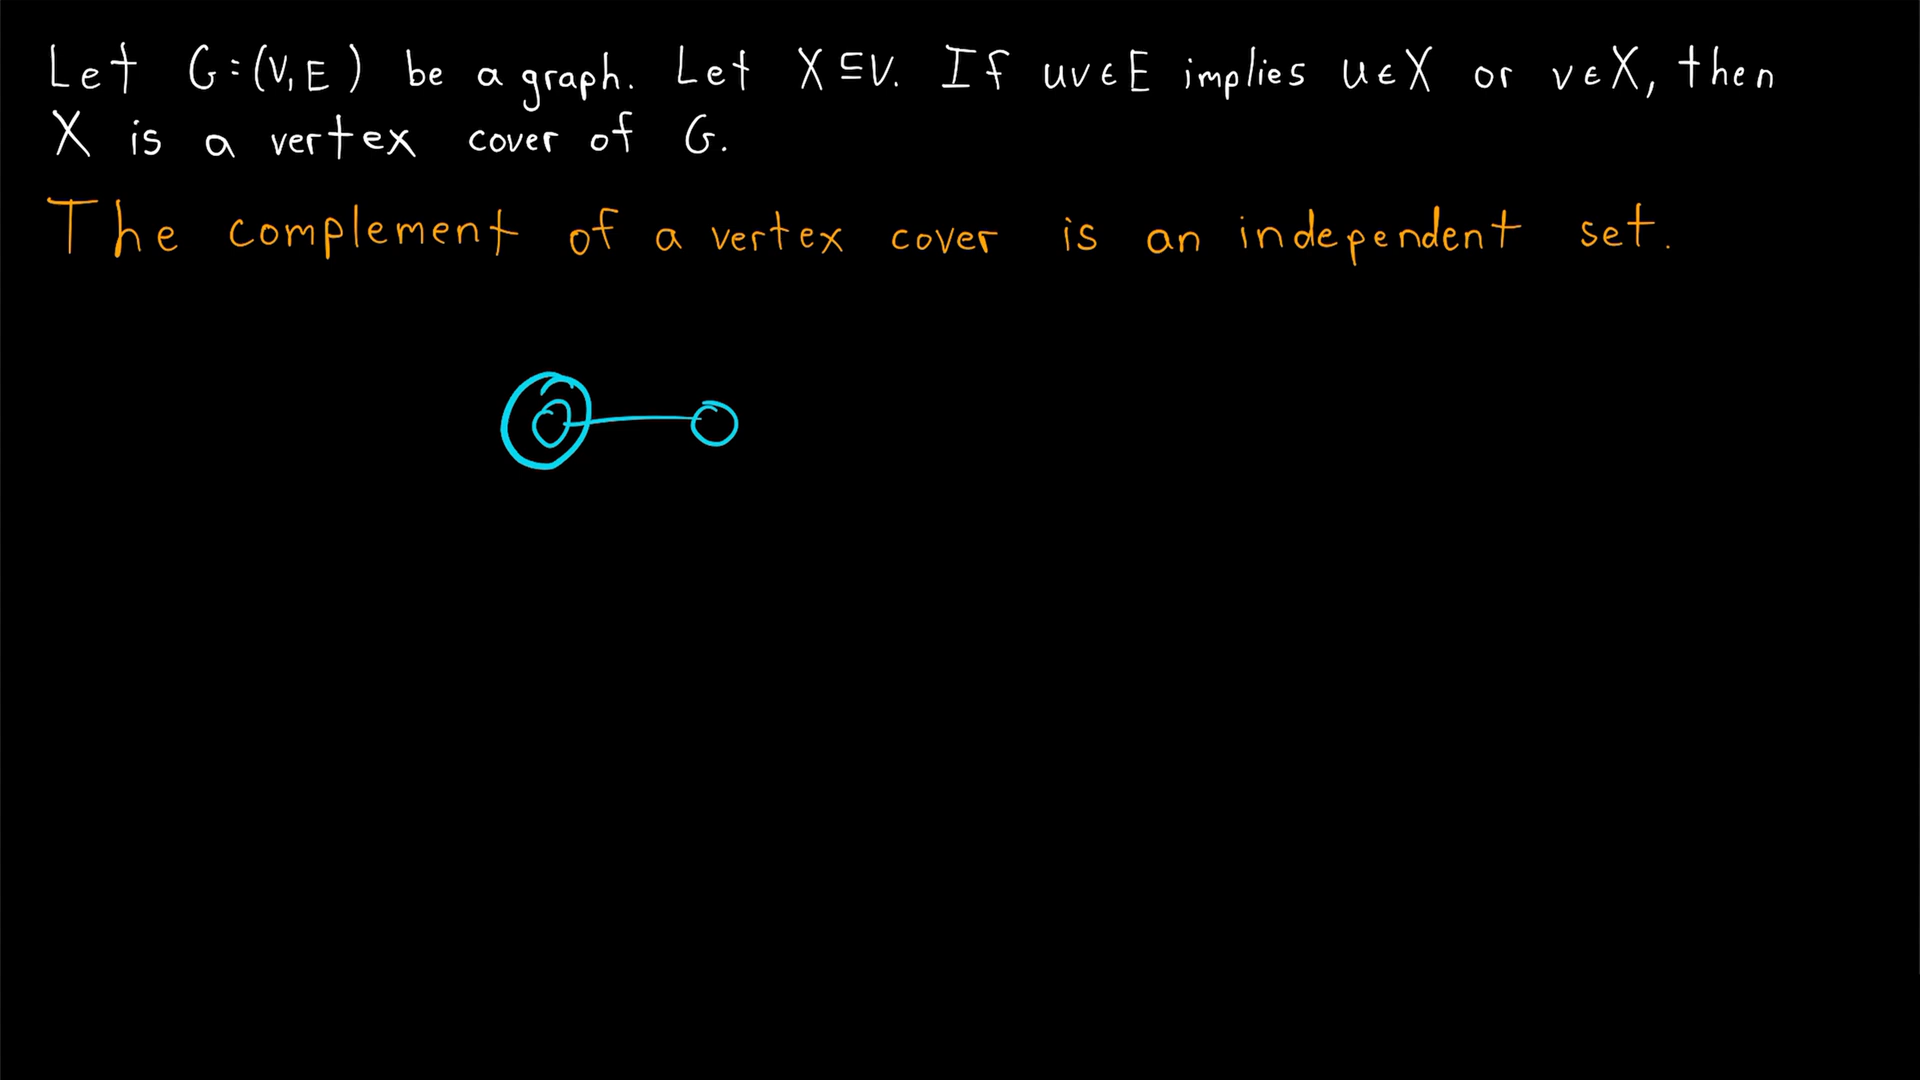 Let G=(V,E) be a graph. Let X⊆V. If uv∈E implies u∈X or v∈X, then
X is a vertex cover of G.
The complement of a vertex cover is an independent set.